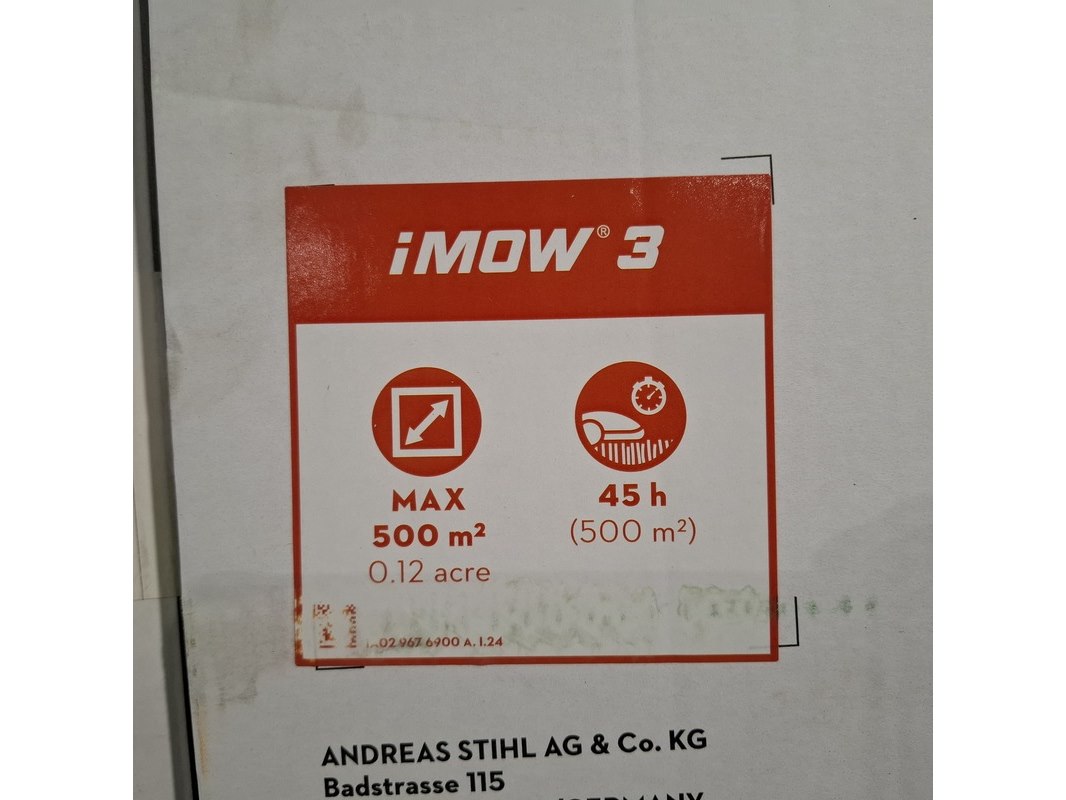 iMOW® 3
MAX
500 m²
0.12 acre
45 h
(500 m²)
02 967 6900 A. I.24
ANDREAS STIHL AG & Co. KG
Badstrasse 115